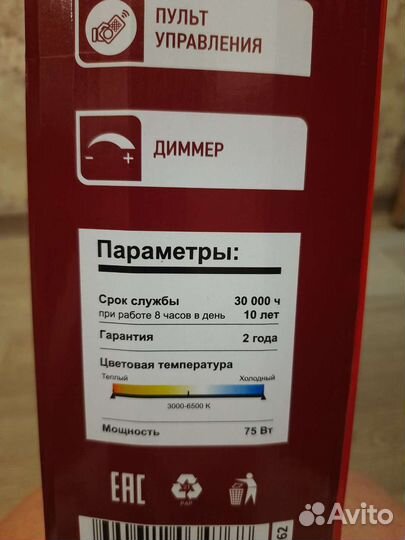 ПУЛЬТ
УПРАВЛЕНИЯ
ДИММЕР
- +
Параметры:
Срок службы 30 000 ч
при работе 8 часов в день 10 лет
Гарантия 2 года
Цветовая температура
Теплый Холодный
3000-6500 K
Мощность 75 Вт
EAC
PAP
62
Avito